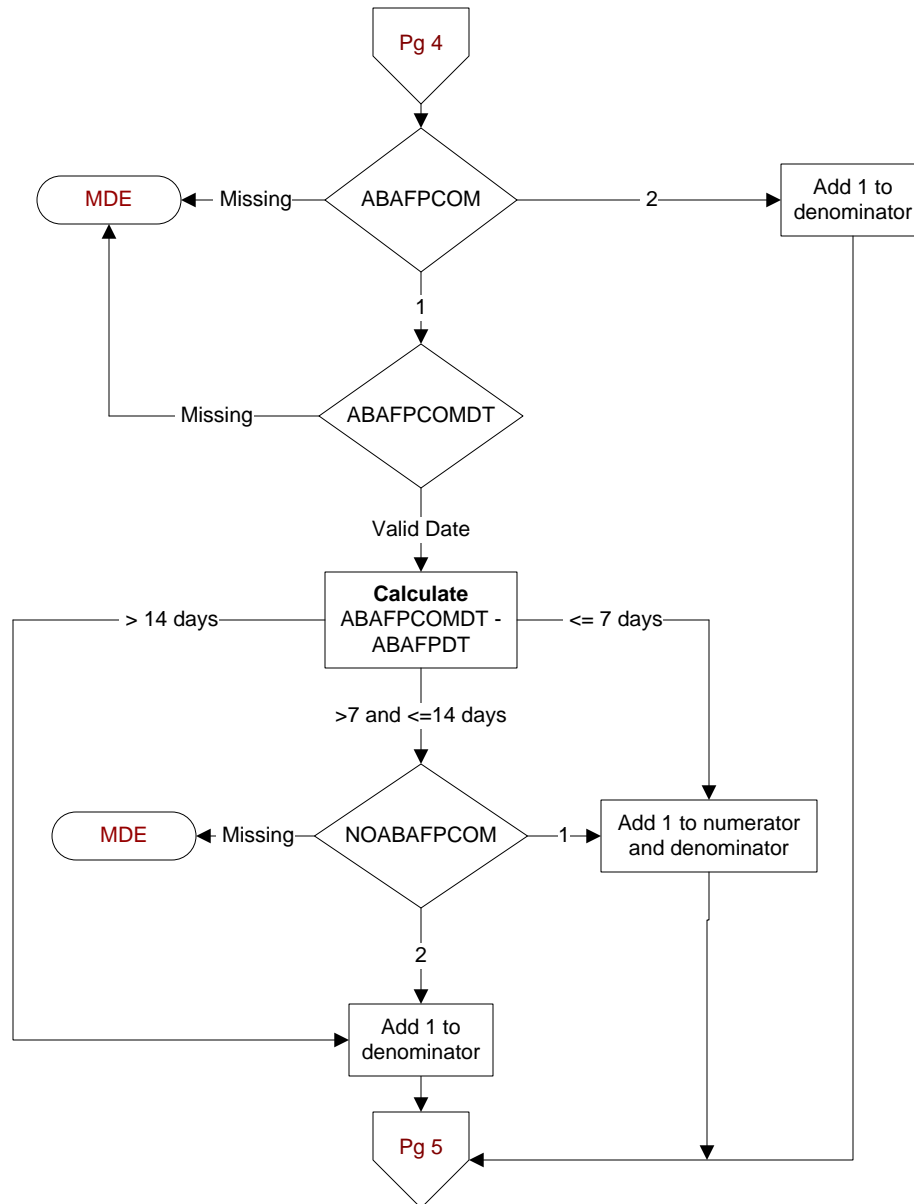 Pg 4
MDE
Missing
ABAFPCOM
2
Add 1 to
denominator
1
Missing
ABAFPCOMDT
Valid Date
> 14 days
Calculate
ABAFPCOMDT -
ABAFPDT
<= 7 days
>7 and <=14 days
MDE
Missing
NOABAFPCOM
1
Add 1 to numerator
and denominator
2
Add 1 to
denominator
Pg 5